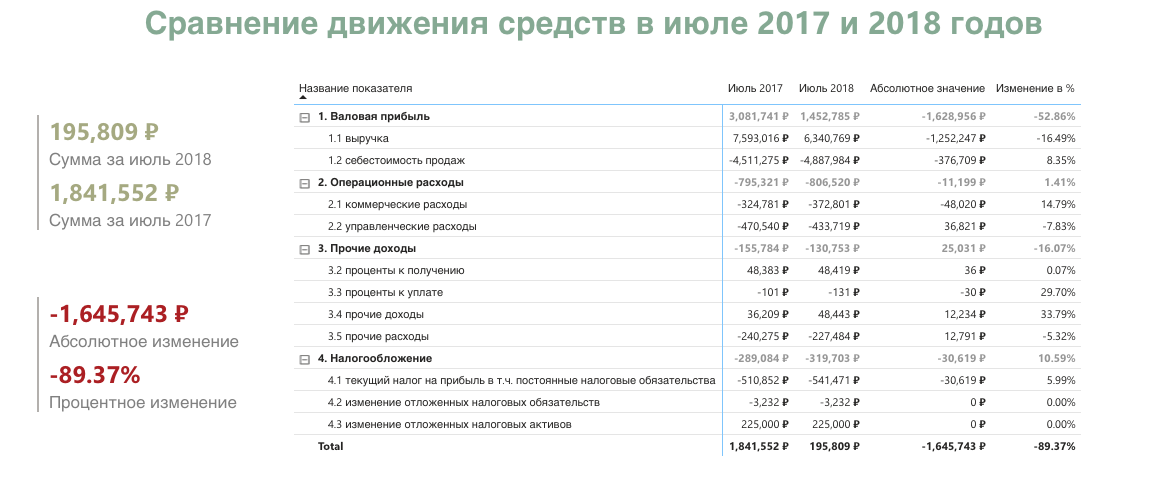 Сравнение движения средств в июле 2017 и 2018 годов
195,809 ₽
Сумма за июль 2018
1,841,552 ₽
Сумма за июль 2017
-1,645,743 ₽
Абсолютное изменение
-89.37%
Процентное изменение
Название показателя Июль 2017 Июль 2018 Абсолютное значение Изменение в %
1. Валовая прибыль 3,081,741 ₽ 1,452,785 ₽ -1,628,956 ₽ -52.86%
1.1 выручка 7,593,016 ₽ 6,340,769 ₽ -1,252,247 ₽ -16.49%
1.2 себестоимость продаж -4,511,275 ₽ -4,887,984 ₽ -376,709 ₽ 8.35%
2. Операционные расходы -795,321 ₽ -806,520 ₽ -11,199 ₽ 1.41%
2.1 коммерческие расходы -324,781 ₽ -372,801 ₽ -48,020 ₽ 14.79%
2.2 управленческие расходы -470,540 ₽ -433,719 ₽ 36,821 ₽ -7.83%
3. Прочие доходы -155,784 ₽ -130,753 ₽ 25,031 ₽ -16.07%
3.2 проценты к получению 48,383 ₽ 48,419 ₽ 36 ₽ 0.07%
3.3 проценты к уплате -101 ₽ -131 ₽ -30 ₽ 29.70%
3.4 прочие доходы 36,209 ₽ 48,443 ₽ 12,234 ₽ 33.79%
3.5 прочие расходы -240,275 ₽ -227,484 ₽ 12,791 ₽ -5.32%
4. Налогообложение -289,084 ₽ -319,703 ₽ -30,619 ₽ 10.59%
4.1 текущий налог на прибыль в т.ч. постоянные налоговые обязательства -510,852 ₽ -541,471 ₽ -30,619 ₽ 5.99%
4.2 изменение отложенных налоговых обязательств -3,232 ₽ -3,232 ₽ 0 ₽ 0.00%
4.3 изменение отложенных налоговых активов 225,000 ₽ 225,000 ₽ 0 ₽ 0.00%
Total 1,841,552 ₽ 195,809 ₽ -1,645,743 ₽ -89.37%